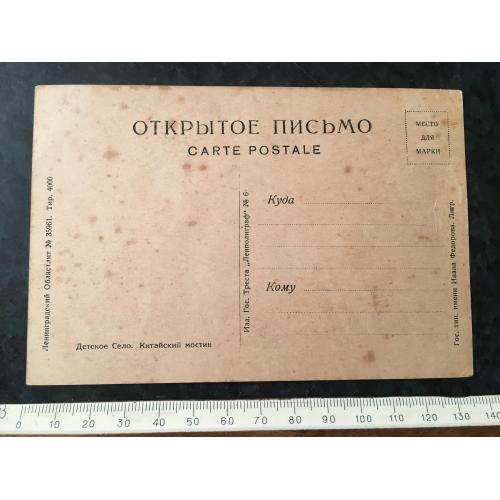 ОТКРЫТОЕ ПИСЬМО
CARTE POSTALE
МЕСТО
ДЛЯ
МАРКИ
Куда
Кому
Детское Село. Китайский мостик
Ленинградский Областлит № 35961. Тир. 4000
Изд. Гос. Треста „Ленполиграф" № 6
Гос. тип. имени Ивана Федорова. Лнгр.
10 20 30 40 50 60 70 80 90 100 110 120 130 140